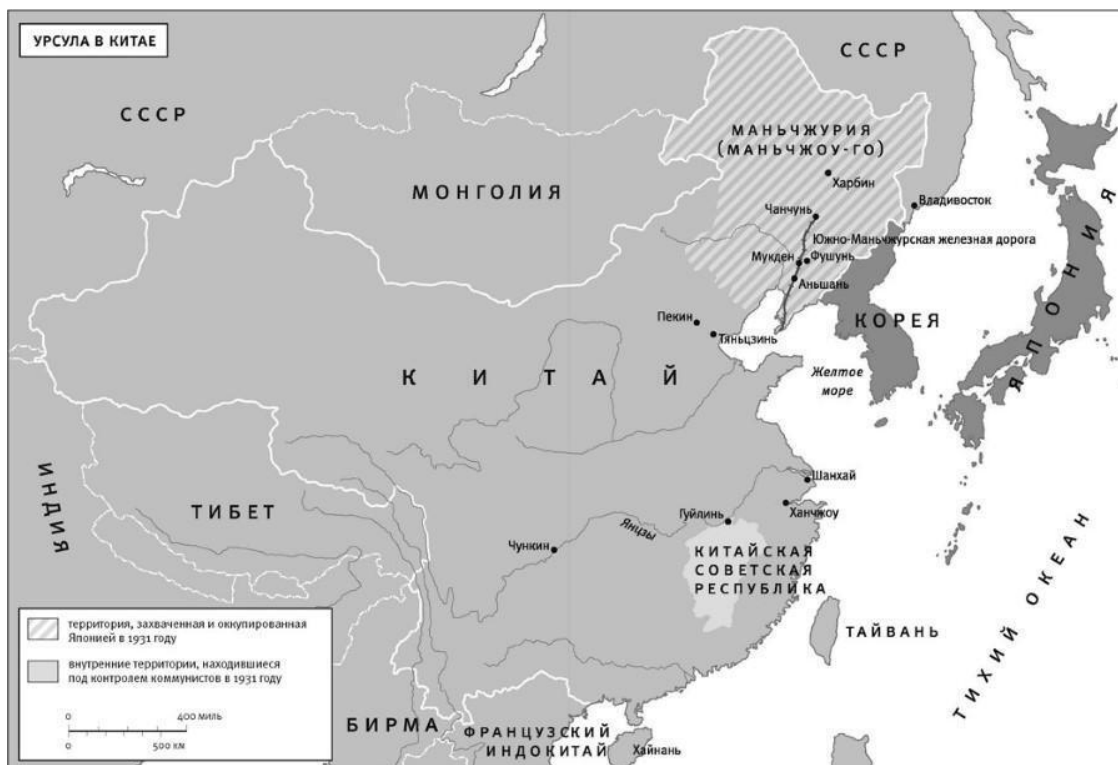 УРСУЛА В КИТАЕ
СССР
СССР
МАНЬЧЖУРИЯ
(МАНЬЧЖОУ-ГО)
Харбин
МОНГОЛИЯ
Чанчунь
Владивосток
Южно-Маньчжурская железная дорога
Мукден
Фушунь
Аньшань
ЯПОНИЯ
Пекин
Тяньцзинь
КОРЕЯ
КИТАЙ
Желтое
море
ИНДИЯ
ТИБЕТ
Шанхай
Ханчжоу
Гуйлинь
Янцзы
Чункин
КИТАЙСКАЯ
СОВЕТСКАЯ
РЕСПУБЛИКА
ТАЙВАНЬ
ТИХИЙ ОКЕАН
территория, захваченная и оккупированная
Японией в 1931 году
внутренние территории, находившиеся
под контролем коммунистов в 1931 году
0 400 МИЛЬ
0 500 КМ
БИРМА
ФРАНЦУЗСКИЙ
ИНДОКИТАЙ
Хайнань